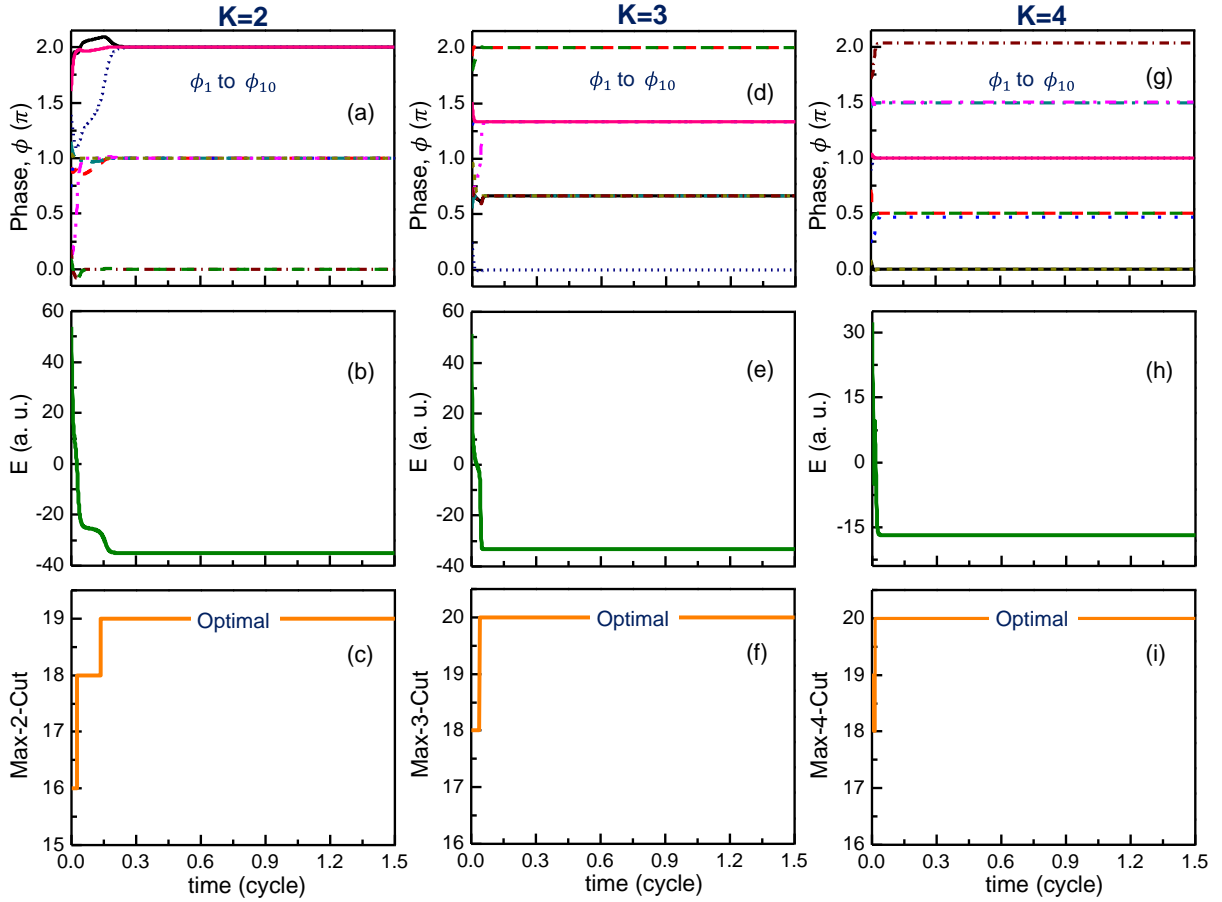 K=2
K=3
K=4
2.0
1.5
1.0
0.5
0.0
Phase, ϕ (π)
ϕ₁ to ϕ₁₀
(a)
2.0
1.5
1.0
0.5
0.0
Phase, ϕ (π)
ϕ₁ to ϕ₁₀
(d)
2.0
1.5
1.0
0.5
0.0
Phase, ϕ (π)
ϕ₁ to ϕ₁₀
(g)
60
40
20
0
-20
-40
E (a. u.)
(b)
60
40
20
0
-20
-40
E (a. u.)
(e)
30
15
0
-15
E (a. u.)
(h)
19
18
17
16
15
Max-2-Cut
Optimal
(c)
0.0 0.3 0.6 0.9 1.2 1.5
time (cycle)
21
20
19
18
17
16
Max-3-Cut
Optimal
(f)
0.0 0.3 0.6 0.9 1.2 1.5
time (cycle)
21
20
19
18
17
16
Max-4-Cut
Optimal
(i)
0.0 0.3 0.6 0.9 1.2 1.5
time (cycle)